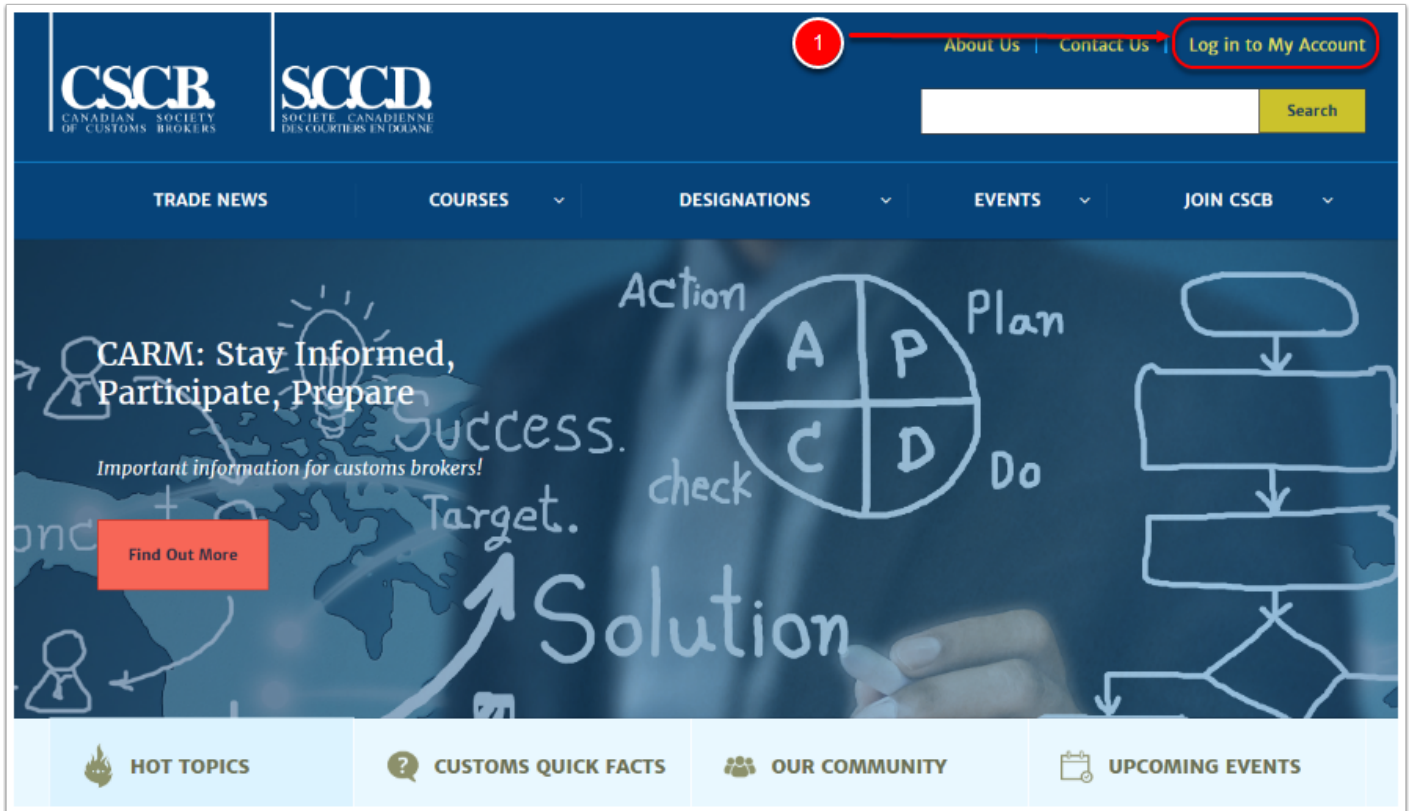 1
About Us | Contact Us | Log in to My Account
CSCB
CANADIAN SOCIETY
OF CUSTOMS BROKERS
SCCD
SOCIÉTÉ CANADIENNE
DES COURTIERS EN DOUANE
Search
TRADE NEWS
COURSES
DESIGNATIONS
EVENTS
JOIN CSCB
Action
Plan
A P
C D
check
Do
CARM: Stay Informed,
Participate, Prepare
Success.
Important information for customs brokers!
Target.
Find Out More
Solution
HOT TOPICS
? CUSTOMS QUICK FACTS
OUR COMMUNITY
UPCOMING EVENTS